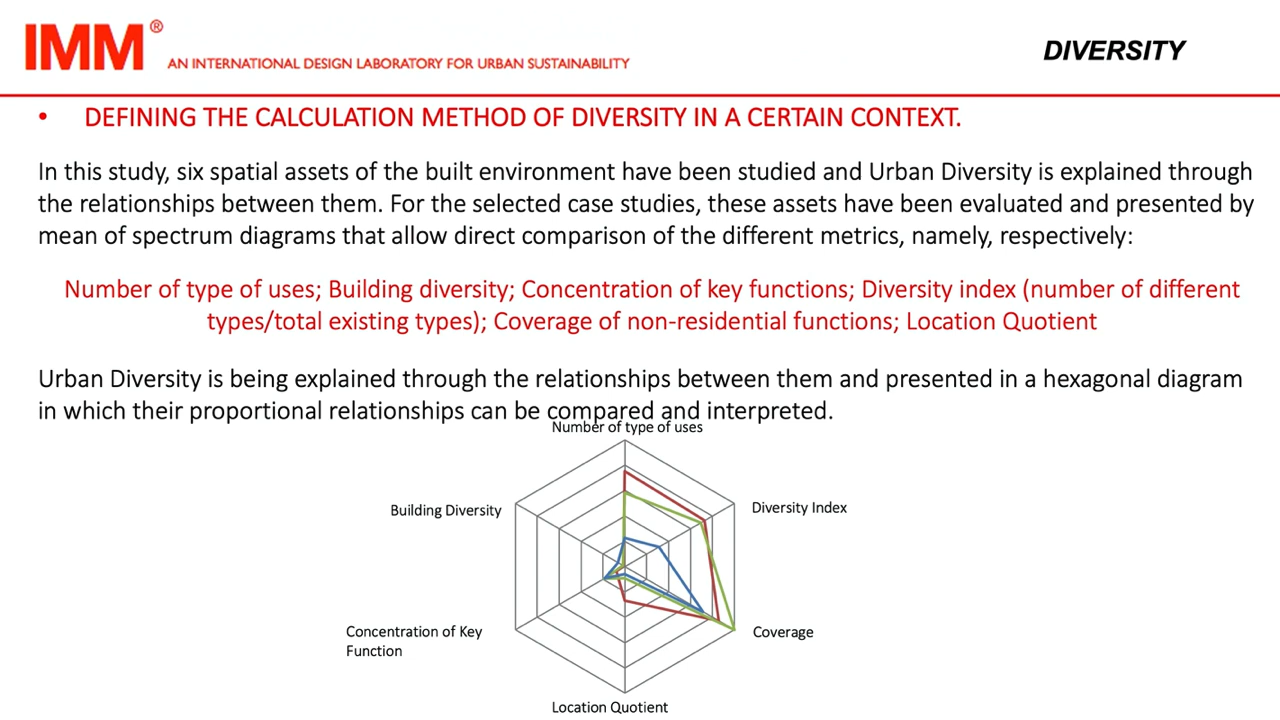 IMM®
AN INTERNATIONAL DESIGN LABORATORY FOR URBAN SUSTAINABILITY
DIVERSITY
• DEFINING THE CALCULATION METHOD OF DIVERSITY IN A CERTAIN CONTEXT.
In this study, six spatial assets of the built environment have been studied and Urban Diversity is explained through
the relationships between them. For the selected case studies, these assets have been evaluated and presented by
mean of spectrum diagrams that allow direct comparison of the different metrics, namely, respectively:
Number of type of uses; Building diversity; Concentration of key functions; Diversity index (number of different
types/total existing types); Coverage of non-residential functions; Location Quotient
Urban Diversity is being explained through the relationships between them and presented in a hexagonal diagram
in which their proportional relationships can be compared and interpreted.
Number of type of uses
Building Diversity
Diversity Index
Concentration of Key
Function
Coverage
Location Quotient